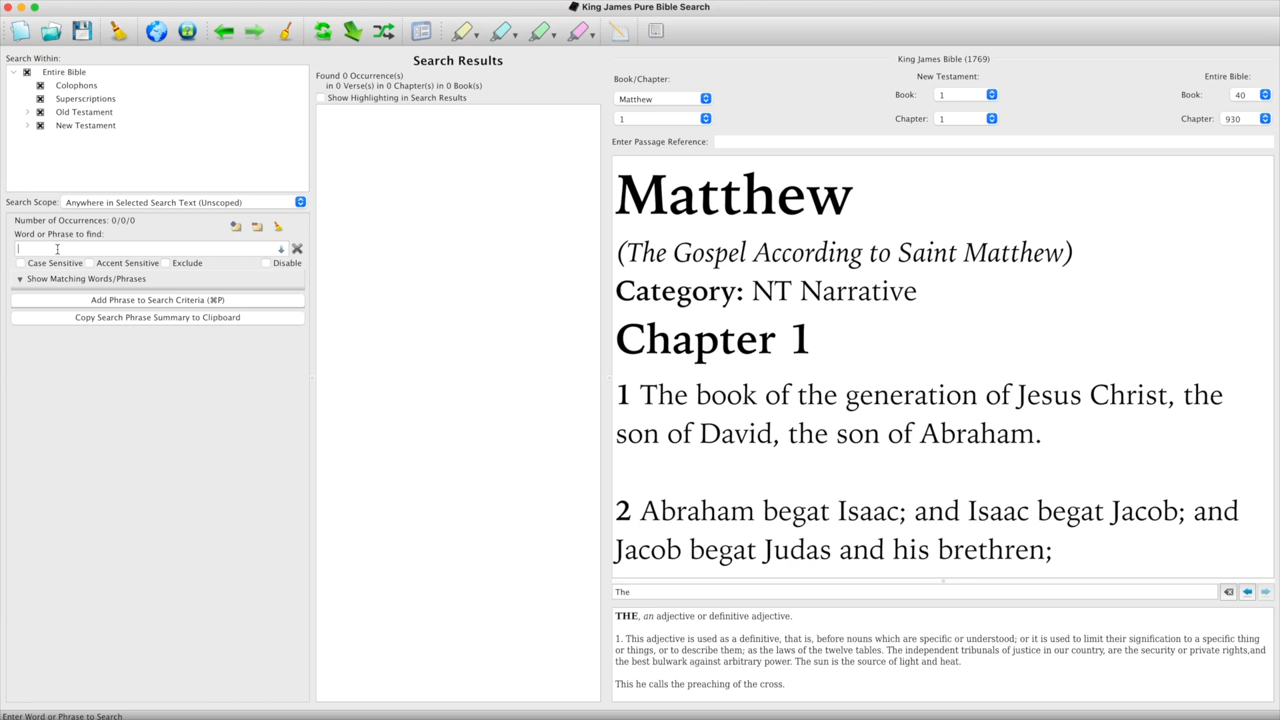 King James Pure Bible Search
Search Within:
Entire Bible
Colophons
Superscriptions
Old Testament
New Testament
Search Scope: Anywhere in Selected Search Text (Unscoped)
Number of Occurrences: 0/0/0
Word or Phrase to find:
Case Sensitive Accent Sensitive Exclude Disable
Show Matching Words/Phrases
Add Phrase to Search Criteria (⌘P)
Copy Search Phrase Summary to Clipboard
Search Results
Found 0 Occurrence(s)
in 0 Verse(s) in 0 Chapter(s) in 0 Book(s)
Show Highlighting in Search Results
King James Bible (1769)
Book/Chapter: New Testament: Entire Bible:
Matthew Book: 1 Book: 40
1 Chapter: 1 Chapter: 930
Enter Passage Reference:
Matthew
(The Gospel According to Saint Matthew)
Category: NT Narrative
Chapter 1
1 The book of the generation of Jesus Christ, the
son of David, the son of Abraham.
2 Abraham begat Isaac; and Isaac begat Jacob; and
Jacob begat Judas and his brethren;
The
THE, an adjective or definitive adjective.
1. This adjective is used as a definitive, that is, before nouns which are specific or understood; or it is used to limit their signification to a specific thing
or things, or to describe them; as the laws of the twelve tables. The independent tribunals of justice in our country, are the security or private rights,and
the best bulwark against arbitrary power. The sun is the source of light and heat.
This he calls the preaching of the cross.
Enter Word or Phrase to Search